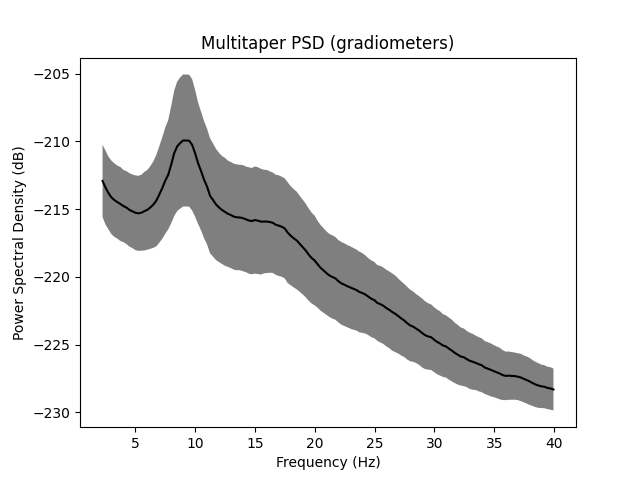 Multitaper PSD (gradiometers)
Power Spectral Density (dB)
−205
−210
−215
−220
−225
−230
5 10 15 20 25 30 35 40
Frequency (Hz)